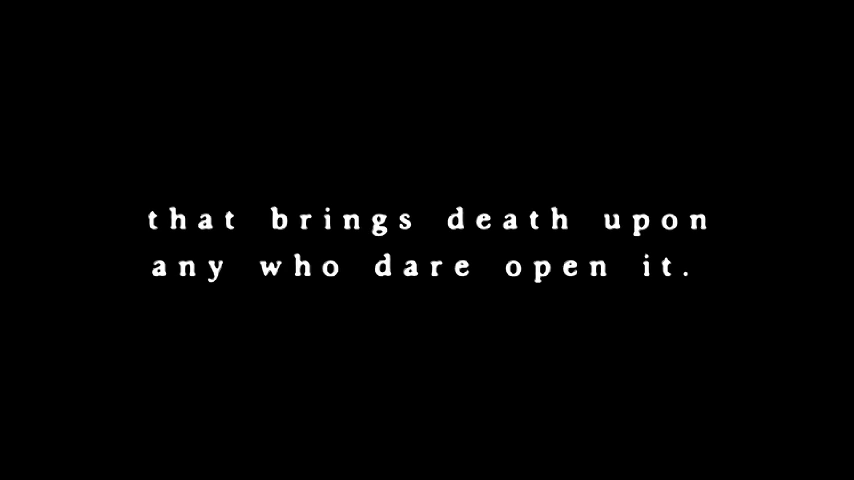 that brings death upon
any who dare open it.